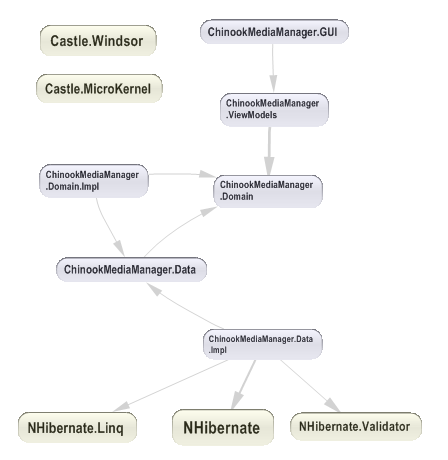 Castle.Windsor
ChinookMediaManager.GUI
Castle.MicroKernel
ChinookMediaManager
.ViewModels
ChinookMediaManager
.Domain.Impl
ChinookMediaManager
.Domain
ChinookMediaManager.Data
ChinookMediaManager.Data
.Impl
NHibernate.Linq
NHibernate
NHibernate.Validator